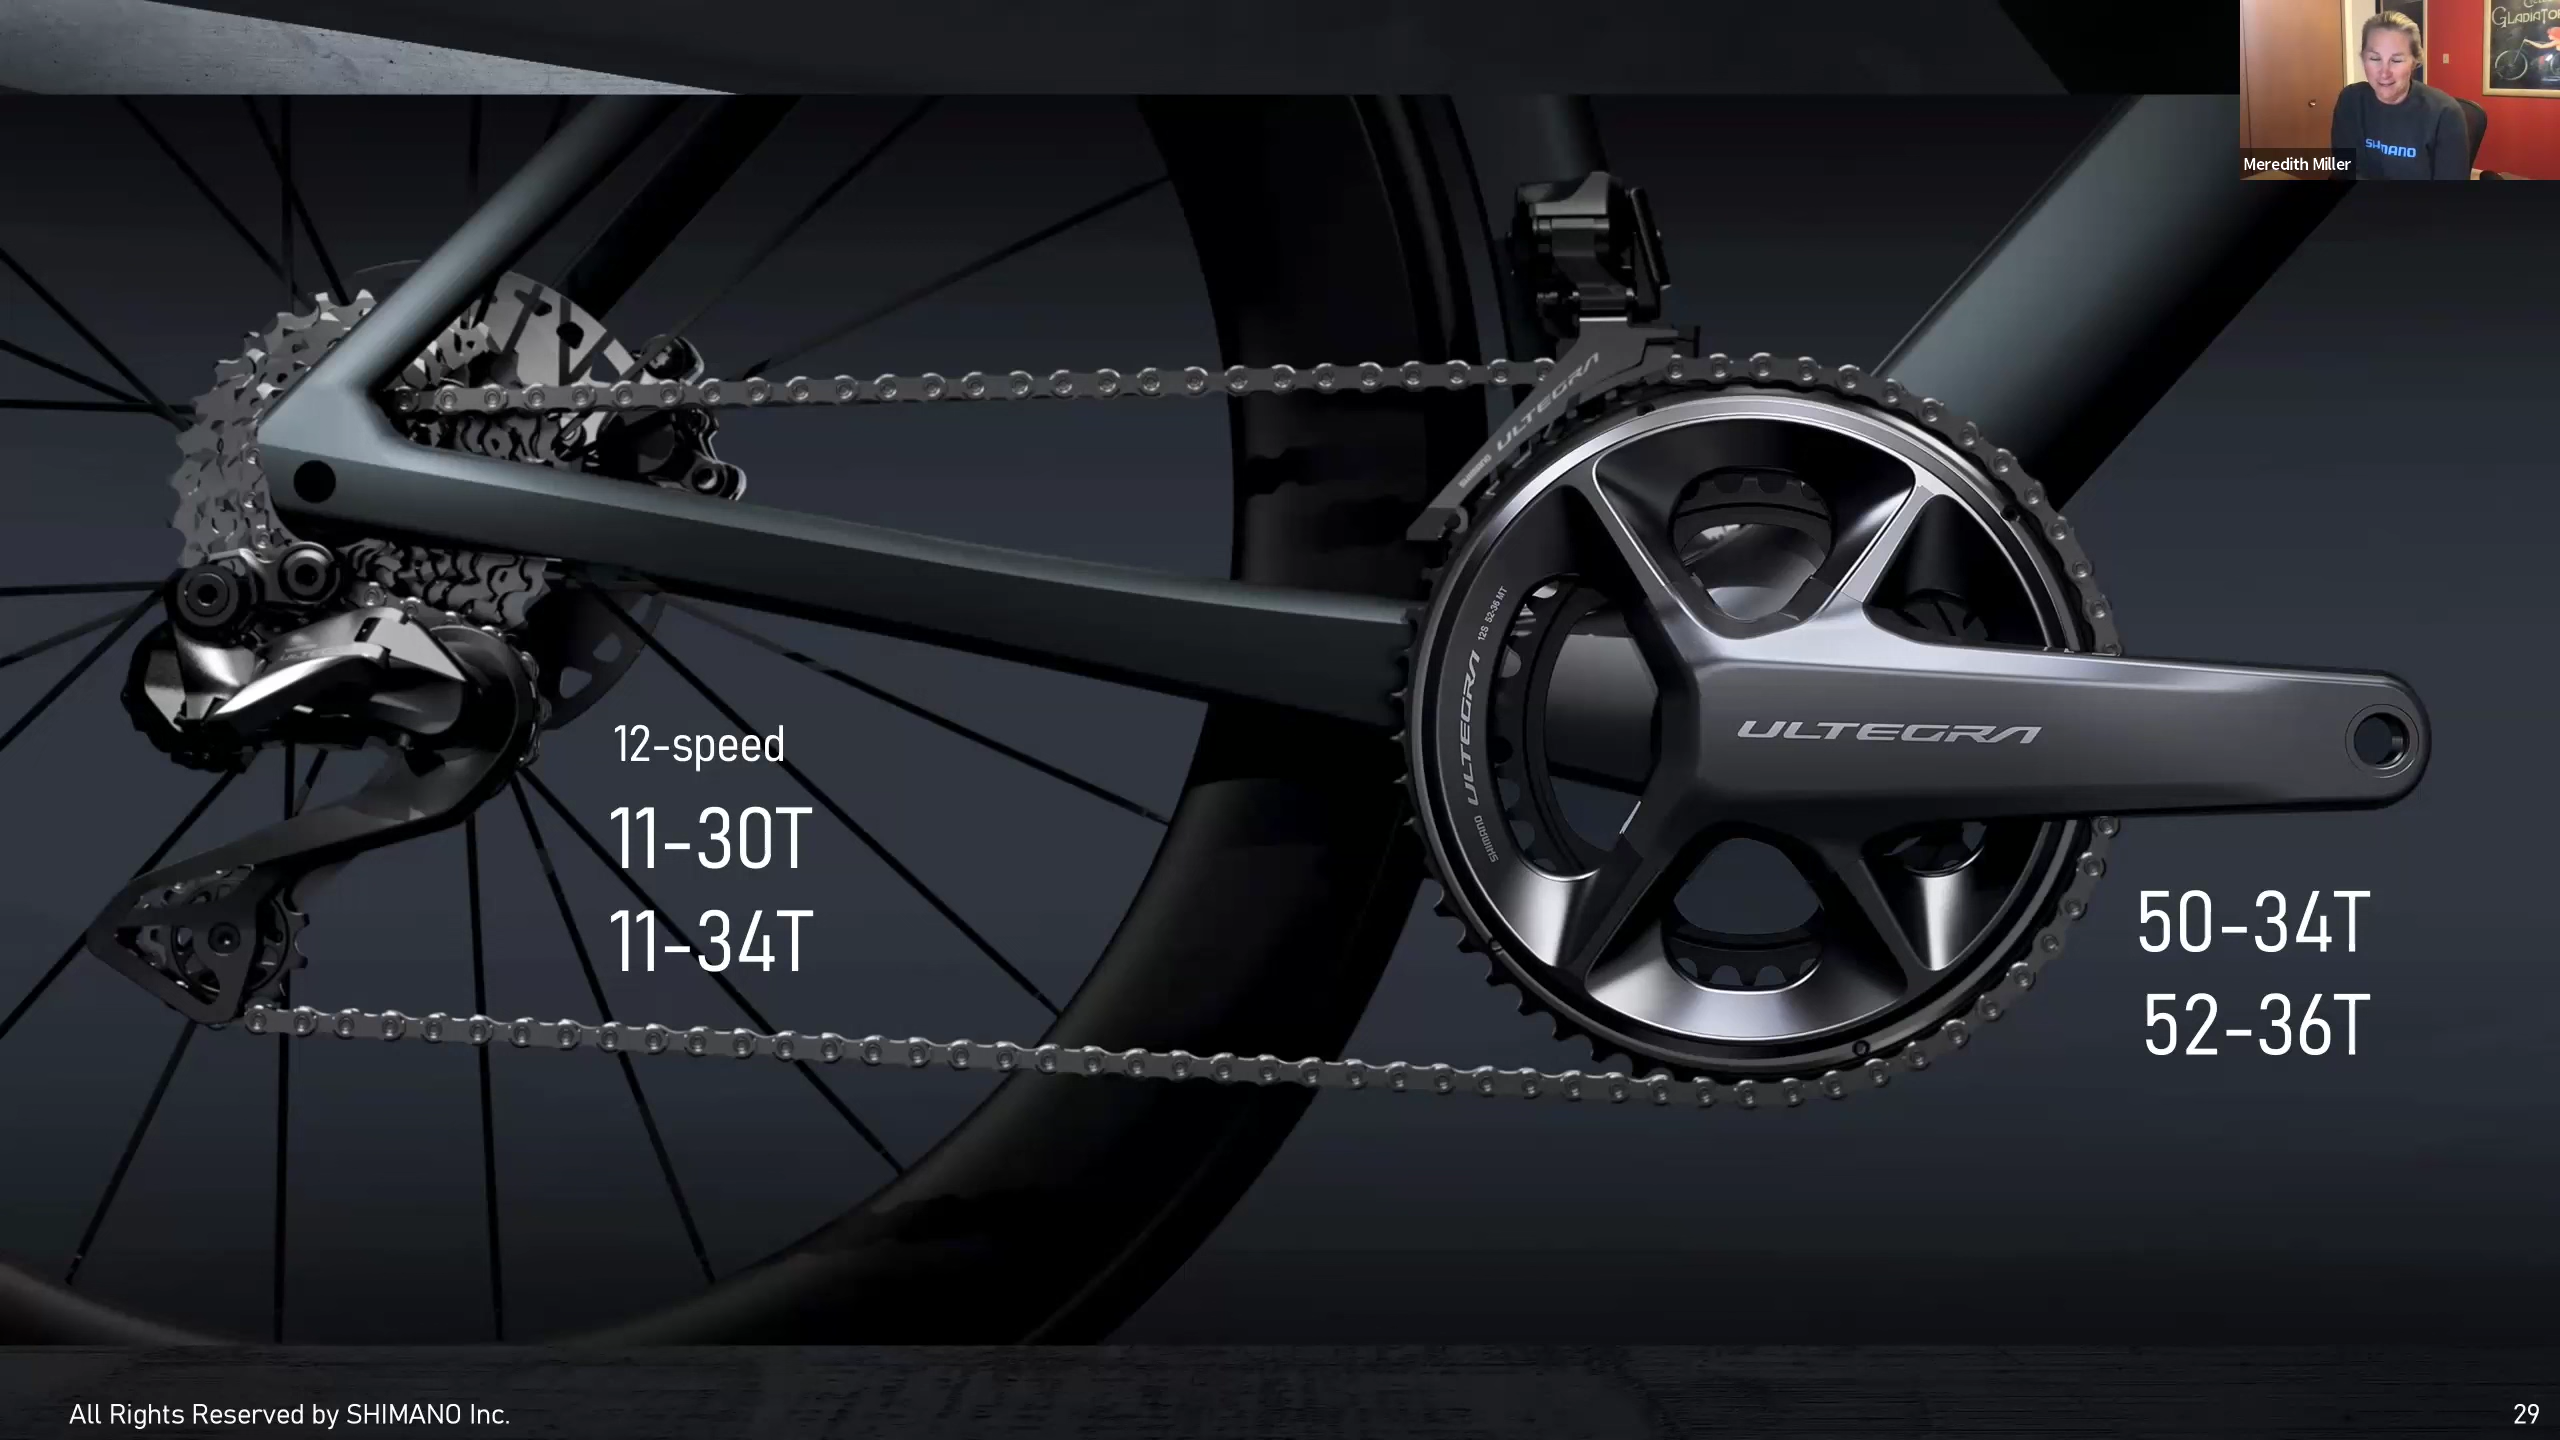 GLADIATOR
SHIMANO
Meredith Miller
ULTEGRA
SHIMANO ULTEGRA 12S 52-36 MT
ULTEGRA
12-speed
11-30T
11-34T
50-34T
52-36T
All Rights Reserved by SHIMANO Inc.
29